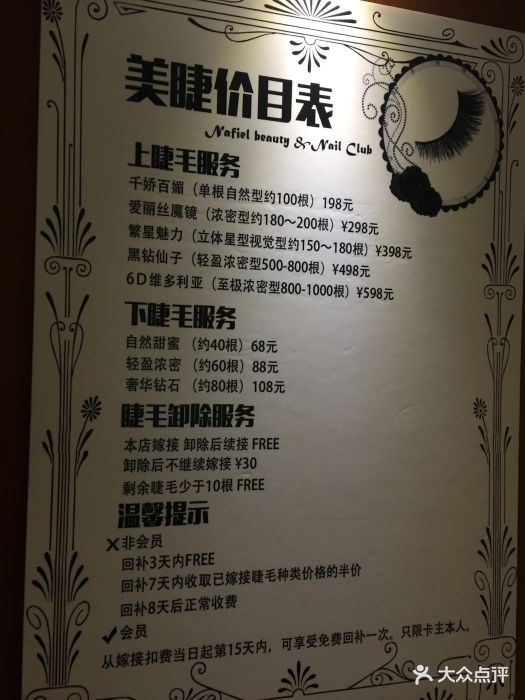 美睫价目表
Nafiel beauty & Nail Club
上睫毛服务
千娇百媚（单根自然型约100根）198元
爱丽丝魔镜（浓密型约180～200根）¥298元
繁星魅力（立体星型视觉型约150～180根）¥398元
黑钻仙子（轻盈浓密型500-800根）¥498元
6D维多利亚（至极浓密型800-1000根）¥598元
下睫毛服务
自然甜蜜（约40根）68元
轻盈浓密（约60根）88元
奢华钻石（约80根）108元
睫毛卸除服务
本店嫁接 卸除后续接 FREE
卸除后不继续嫁接 ¥30
剩余睫毛少于10根 FREE
温馨提示
✗非会员
回补3天内FREE
回补7天内收取已嫁接睫毛种类价格的半价
回补8天后正常收费
✓会员
从嫁接扣费当日起第15天内，可享受免费回补一次。只限卡主本人。
大众点评